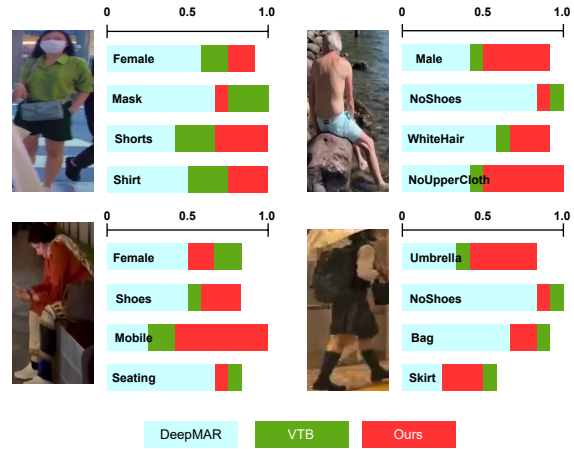 0 0.5 1.0
Female
Mask
Shorts
Shirt
0 0.5 1.0
Male
NoShoes
WhiteHair
NoUpperCloth
0 0.5 1.0
Female
Shoes
Mobile
Seating
0 0.5 1.0
Umbrella
NoShoes
Bag
Skirt
DeepMAR VTB Ours